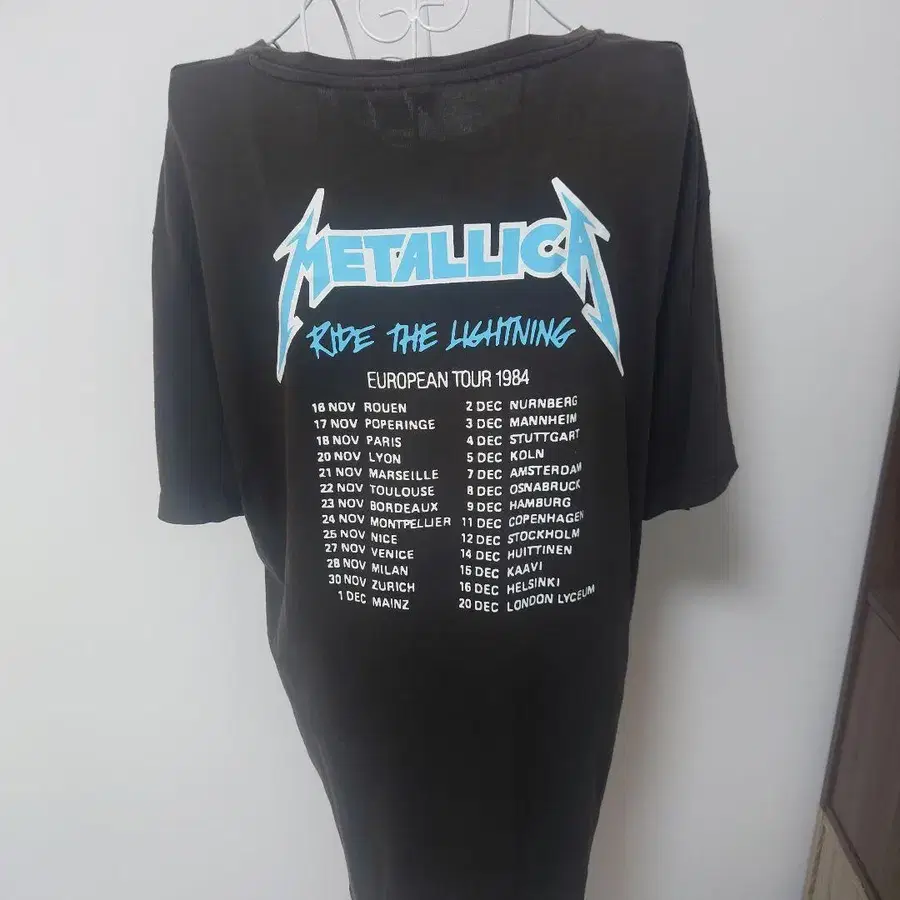 METALLICA
RIDE THE LIGHTNING
EUROPEAN TOUR 1984
16 NOV ROUEN
17 NOV POPERINGE
18 NOV PARIS
20 NOV LYON
21 NOV MARSEILLE
22 NOV TOULOUSE
23 NOV BORDEAUX
24 NOV MONTPELLIER
25 NOV NICE
27 NOV VENICE
28 NOV MILAN
30 NOV ZURICH
1 DEC MAINZ
2 DEC NURNBERG
3 DEC MANNHEIM
4 DEC STUTTGART
5 DEC KOLN
7 DEC AMSTERDAM
8 DEC OSNABRUCK
9 DEC HAMBURG
11 DEC COPENHAGEN
12 DEC STOCKHOLM
14 DEC HUITTINEN
15 DEC KAAVI
16 DEC HELSINKI
20 DEC LONDON LYCEUM